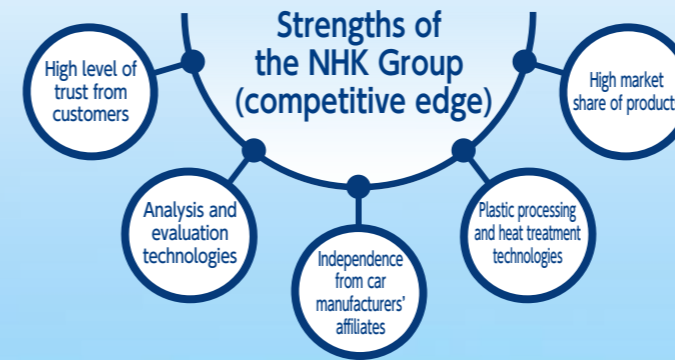 Strengths of
the NHK Group
(competitive edge)
High level of
trust from
customers
Analysis and
evaluation
technologies
Independence
from car
manufacturers'
affiliates
Plastic processing
and heat treatment
technologies
High market
share of product